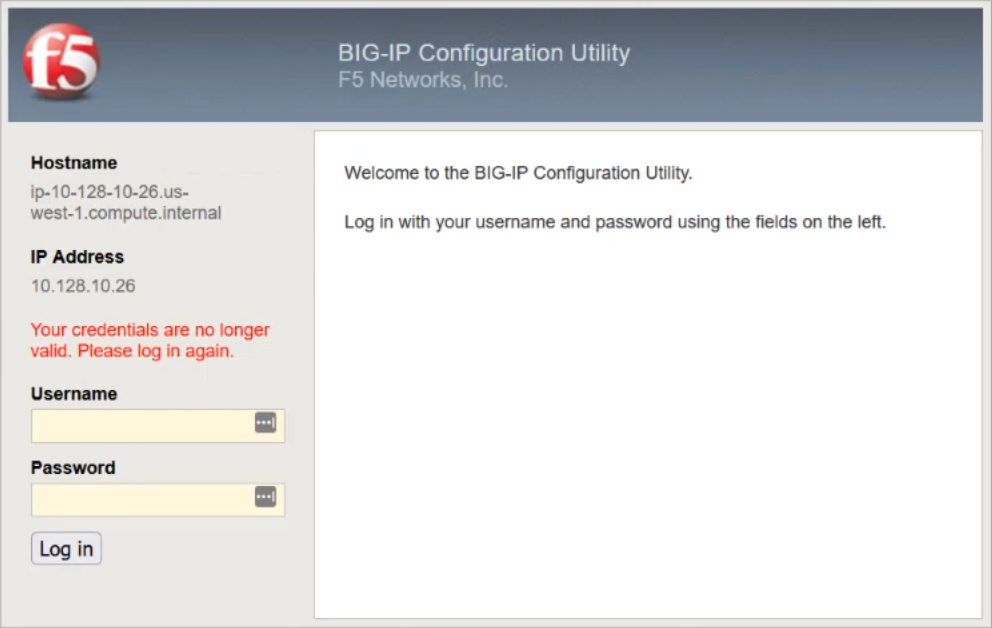 f5
BIG-IP Configuration Utility
F5 Networks, Inc.
Hostname
ip-10-128-10-26.us-
west-1.compute.internal
IP Address
10.128.10.26
Your credentials are no longer
valid. Please log in again.
Username
Password
Log in
Welcome to the BIG-IP Configuration Utility.
Log in with your username and password using the fields on the left.